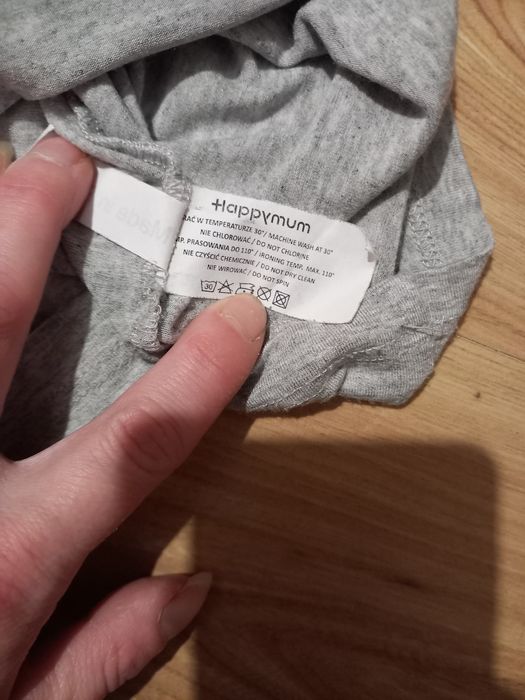 Happymum
W TEMPERATURZE 30° / MACHINE WASH AT 30°
NIE CHLOROWAĆ / DO NOT CHLORINE
PRASOWANIA DO 110° / IRONING TEMP. MAX. 110°
NIE CZYŚCIĆ CHEMICZNIE / DO NOT DRY CLEAN
NIE WIROWAĆ / DO NOT SPIN
30